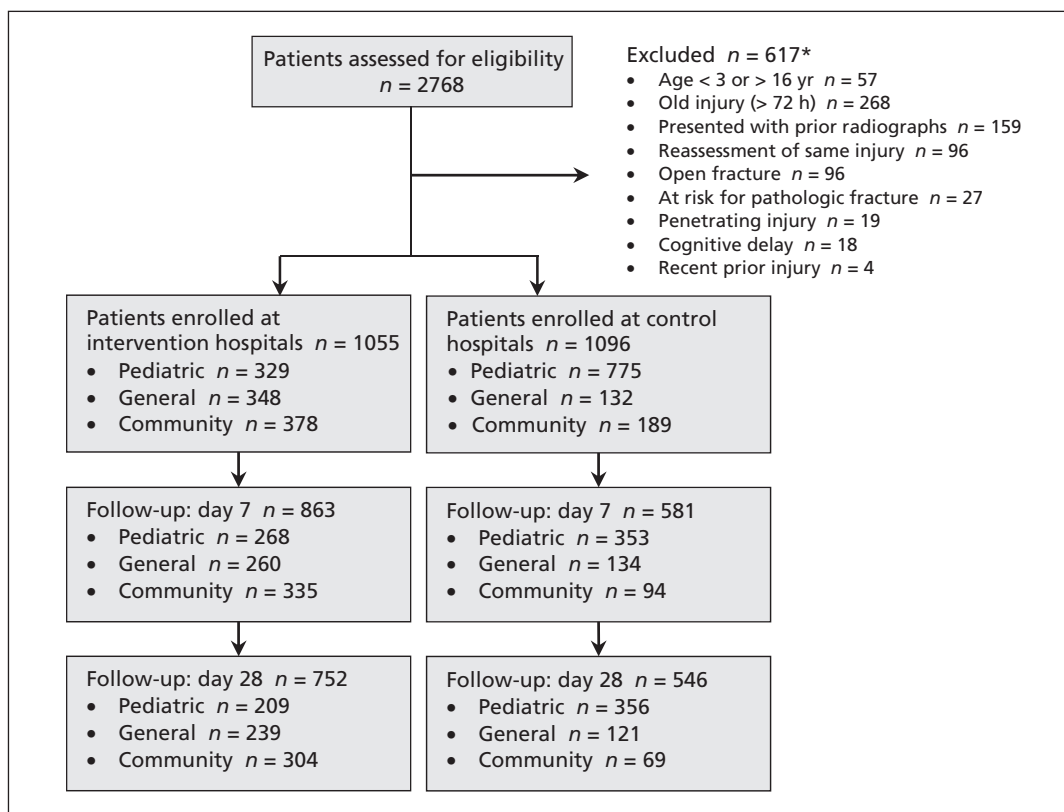 Patients assessed for eligibility
n = 2768
Excluded n = 617*
• Age < 3 or > 16 yr n = 57
• Old injury (> 72 h) n = 268
• Presented with prior radiographs n = 159
• Reassessment of same injury n = 96
• Open fracture n = 96
• At risk for pathologic fracture n = 27
• Penetrating injury n = 19
• Cognitive delay n = 18
• Recent prior injury n = 4
Patients enrolled at
intervention hospitals n = 1055
• Pediatric n = 329
• General n = 348
• Community n = 378
Patients enrolled at control
hospitals n = 1096
• Pediatric n = 775
• General n = 132
• Community n = 189
Follow-up: day 7 n = 863
• Pediatric n = 268
• General n = 260
• Community n = 335
Follow-up: day 7 n = 581
• Pediatric n = 353
• General n = 134
• Community n = 94
Follow-up: day 28 n = 752
• Pediatric n = 209
• General n = 239
• Community n = 304
Follow-up: day 28 n = 546
• Pediatric n = 356
• General n = 121
• Community n = 69